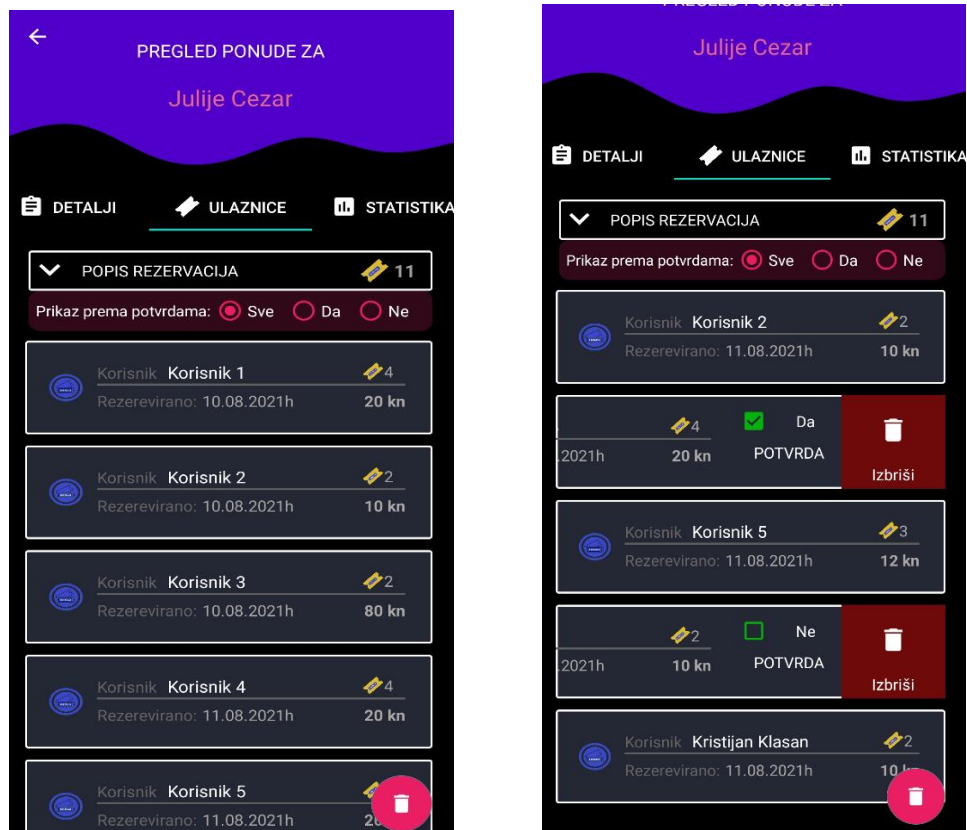 PREGLED PONUDE ZA
Julije Cezar
DETALJI ULAZNICE STATISTIKA
POPIS REZERVACIJA 11
Prikaz prema potvrdama: Sve Da Ne
Korisnik Korisnik 1 4
Rezerevirano: 10.08.2021h 20 kn
Korisnik Korisnik 2 2
Rezerevirano: 10.08.2021h 10 kn
Korisnik Korisnik 3 2
Rezerevirano: 10.08.2021h 80 kn
Korisnik Korisnik 4 4
Rezerevirano: 11.08.2021h 20 kn
Korisnik Korisnik 5
Rezerevirano: 11.08.2021h
Julije Cezar
DETALJI ULAZNICE STATISTIKA
POPIS REZERVACIJA 11
Prikaz prema potvrdama: Sve Da Ne
Korisnik Korisnik 2 2
Rezerevirano: 11.08.2021h 10 kn
4 Da
.2021h 20 kn POTVRDA
Izbriši
Korisnik Korisnik 5 3
Rezerevirano: 11.08.2021h 12 kn
2 Ne
2021h 10 kn POTVRDA
Izbriši
Korisnik Kristijan Klasan 2
Rezerevirano: 11.08.2021h 10